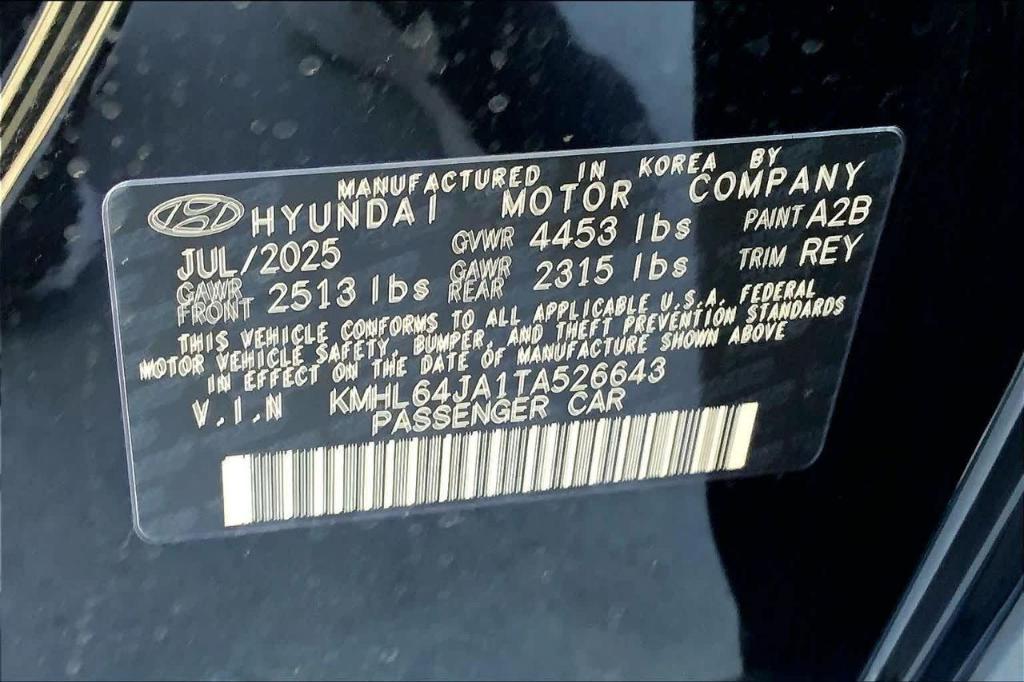 MANUFACTURED IN KOREA BY
HYUNDAI MOTOR COMPANY
JUL/2025 GVWR 4453 lbs PAINT A2B
GAWR FRONT 2513 lbs GAWR REAR 2315 lbs TRIM REY
THIS VEHICLE CONFORMS TO ALL APPLICABLE U.S.A. FEDERAL
MOTOR VEHICLE SAFETY, BUMPER, AND THEFT PREVENTION STANDARDS
IN EFFECT ON THE DATE OF MANUFACTURE SHOWN ABOVE
V.I.N KMHL64JA1TA526643
PASSENGER CAR